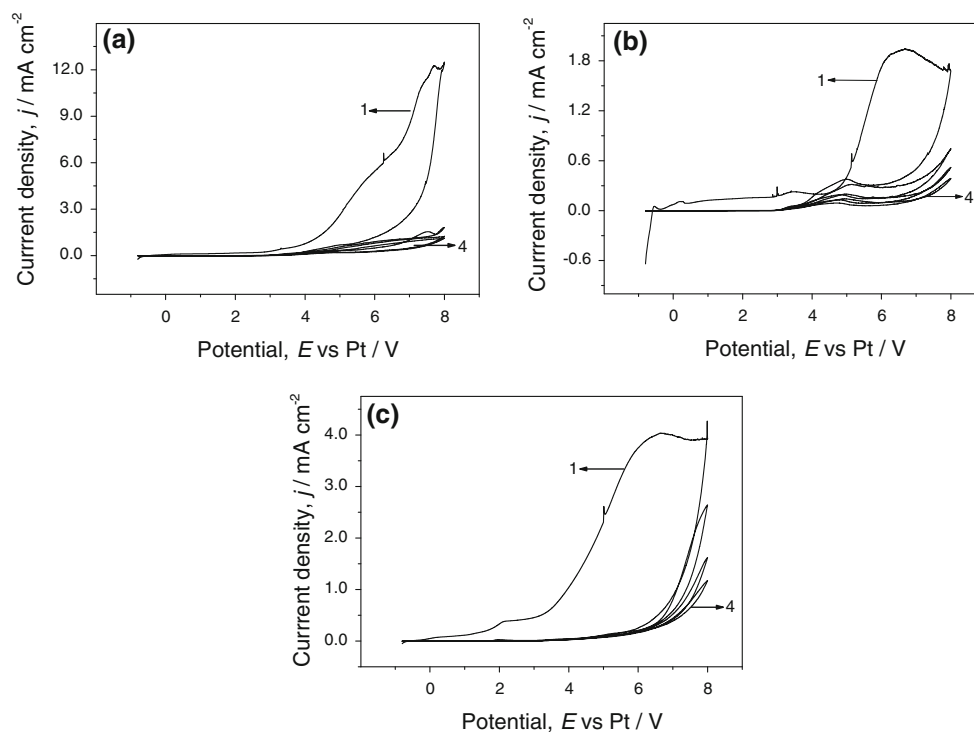 (a)
12.0
9.0
6.0
3.0
0.0
1
4
0 2 4 6 8
Currrent density, j / mA cm-2
Potential, E vs Pt / V
(b)
1.8
1.2
0.6
0.0
-0.6
1
4
0 2 4 6 8
Currrent density, j / mA cm-2
Potential, E vs Pt / V
(c)
4.0
3.0
2.0
1.0
0.0
1
4
0 2 4 6 8
Currrent density, j / mA cm-2
Potential, E vs Pt / V